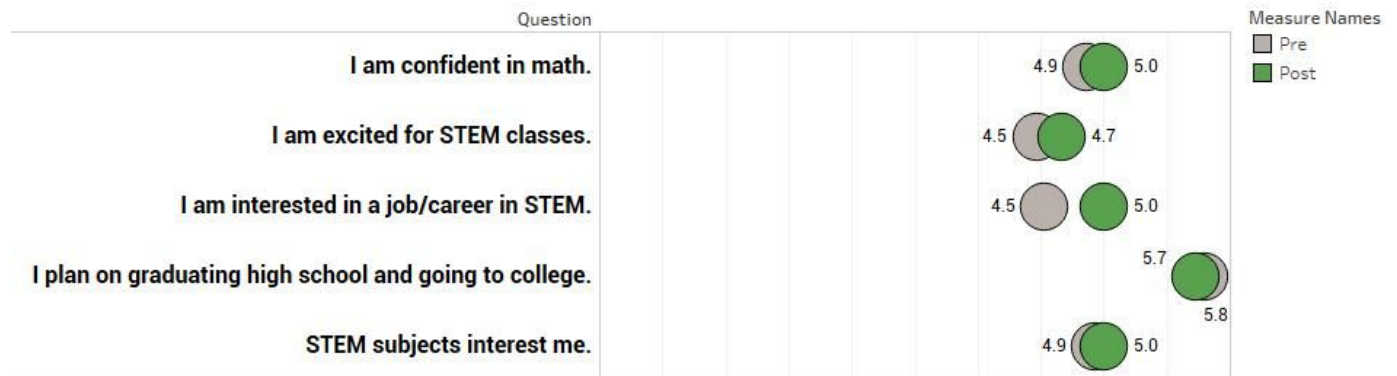 Question
Measure Names
Pre
Post
I am confident in math.
4.9
5.0
I am excited for STEM classes.
4.5
4.7
I am interested in a job/career in STEM.
4.5
5.0
I plan on graduating high school and going to college.
5.7
5.8
STEM subjects interest me.
4.9
5.0